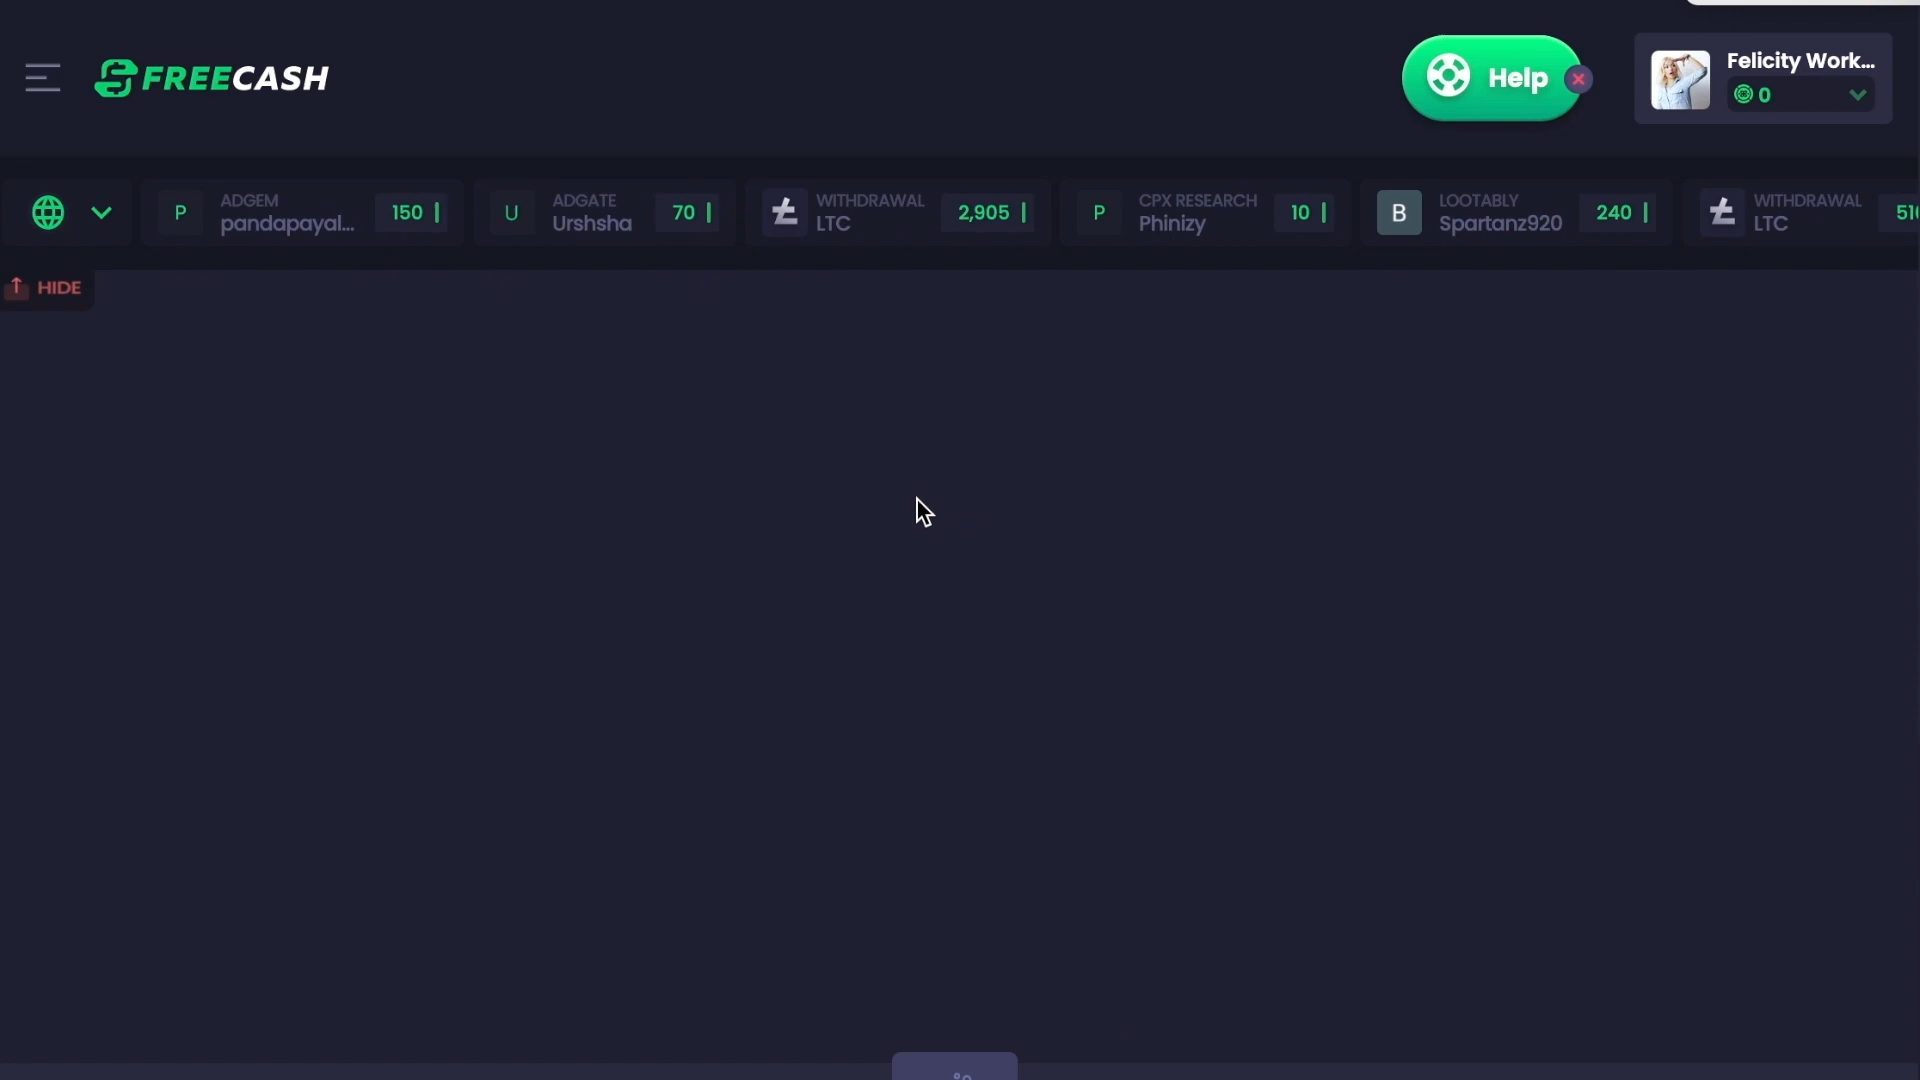 FREECASH
Help
Felicity Work...
0
P
ADGEM
pandapayal...
150
U
ADGATE
Urshsha
70
WITHDRAWAL
LTC
2,905
P
CPX RESEARCH
Phinizy
10
B
LOOTABLY
Spartanz920
240
WITHDRAWAL
LTC
HIDE